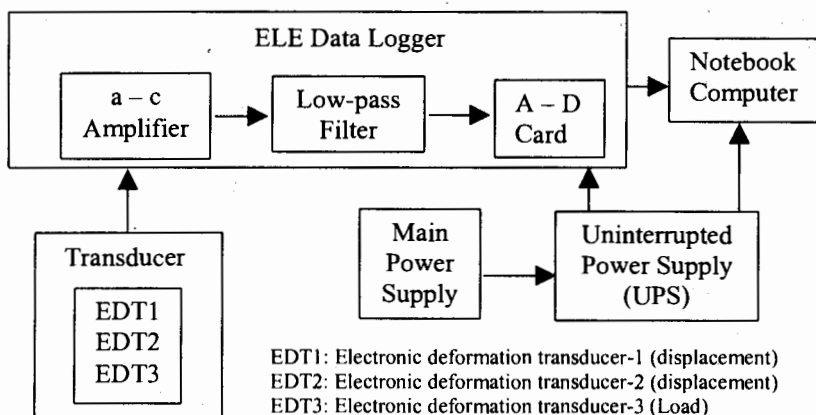 ELE Data Logger
a – c
Amplifier
Low-pass
Filter
A – D
Card
Notebook
Computer
Transducer
EDT1
EDT2
EDT3
Main
Power
Supply
Uninterrupted
Power Supply
(UPS)
EDT1: Electronic deformation transducer-1 (displacement)
EDT2: Electronic deformation transducer-2 (displacement)
EDT3: Electronic deformation transducer-3 (Load)